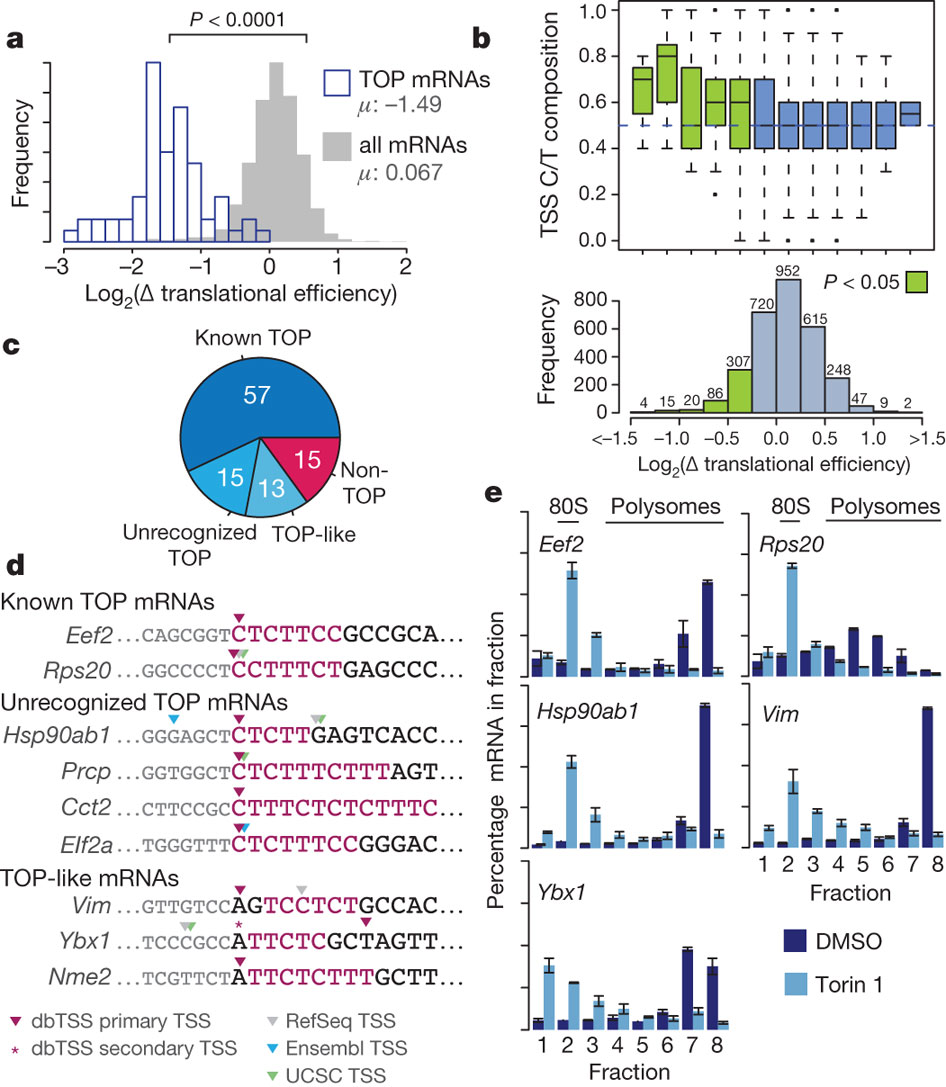 a
P < 0.0001
Frequency
TOP mRNAs
μ: –1.49
all mRNAs
μ: 0.067
–3 –2 –1 0 1 2
Log2(Δ translational efficiency)
b
TSS C/T composition
1.0
0.8
0.6
0.4
0.2
0.0
P < 0.05
Frequency
800
600
400
200
0
4 15 20 86 307 720 952 615 248 47 9 2
<–1.5 –1.0 –0.5 0.0 0.5 1.0 >1.5
Log2(Δ translational efficiency)
c
Known TOP
57
15
Non-
TOP
13
TOP-like
15
Unrecognized
TOP
d
Known TOP mRNAs
Eef2 ...CAGCGGTCTCTTCCGCCGCA...
Rps20 ...GGCCCCTCCTTTCTGAGCCC...
Unrecognized TOP mRNAs
Hsp90ab1 ...GGGAGCTCTCTTGAGTCACC...
Prcp ...GGTGGCTCTCTTTCTTTAGT...
Cct2 ...CTTCCGCCTTTCTCTCTTTC...
EIf2a ...TGGGTTTCTCTTTCCGGGAC...
TOP-like mRNAs
Vim ...GTTGTCCAGTCCTCTGCCAC...
Ybx1 ...TCCCGCCATTCTCGCTAGTT...
Nme2 ...TCGTTCTATTCTCTTTGCTT...
dbTSS primary TSS
* dbTSS secondary TSS
RefSeq TSS
Ensembl TSS
UCSC TSS
e
Percentage mRNA in fraction
80S Polysomes
Eef2
80S Polysomes
Rps20
Hsp90ab1
Vim
1 2 3 4 5 6 7 8
Fraction
Ybx1
1 2 3 4 5 6 7 8
Fraction
DMSO
Torin 1